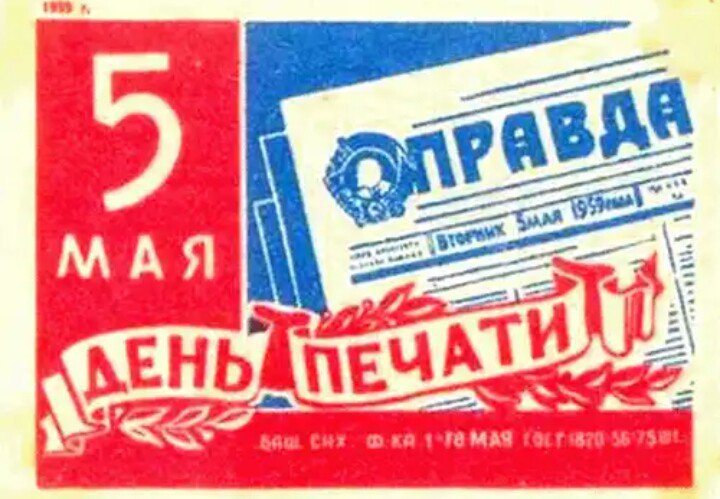 1959 г.
5
МАЯ
ПРАВДА
ВТОРНИК 5 МАЯ 1959 года
ДЕНЬ ПЕЧАТИ
БАШ. СНХ. Ф-КА 1-ГО МАЯ ГОСТ 1820-56 75 ШТ.